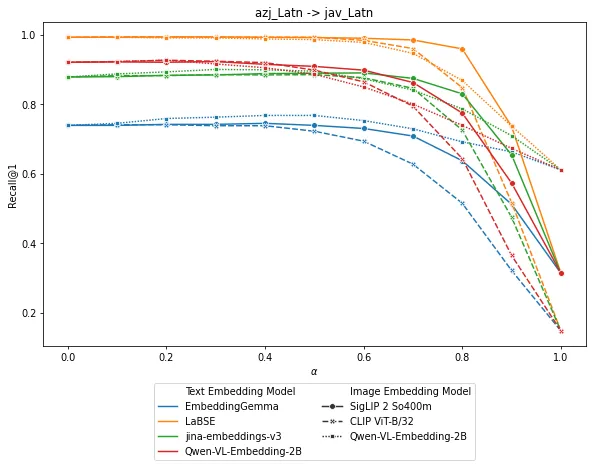 azj_Latn -> jav_Latn
Recall@1
1.0
0.8
0.6
0.4
0.2
0.0 0.2 0.4 0.6 0.8 1.0
α
Text Embedding Model Image Embedding Model
EmbeddingGemma SigLIP 2 So400m
LaBSE CLIP ViT-B/32
jina-embeddings-v3 Qwen-VL-Embedding-2B
Qwen-VL-Embedding-2B